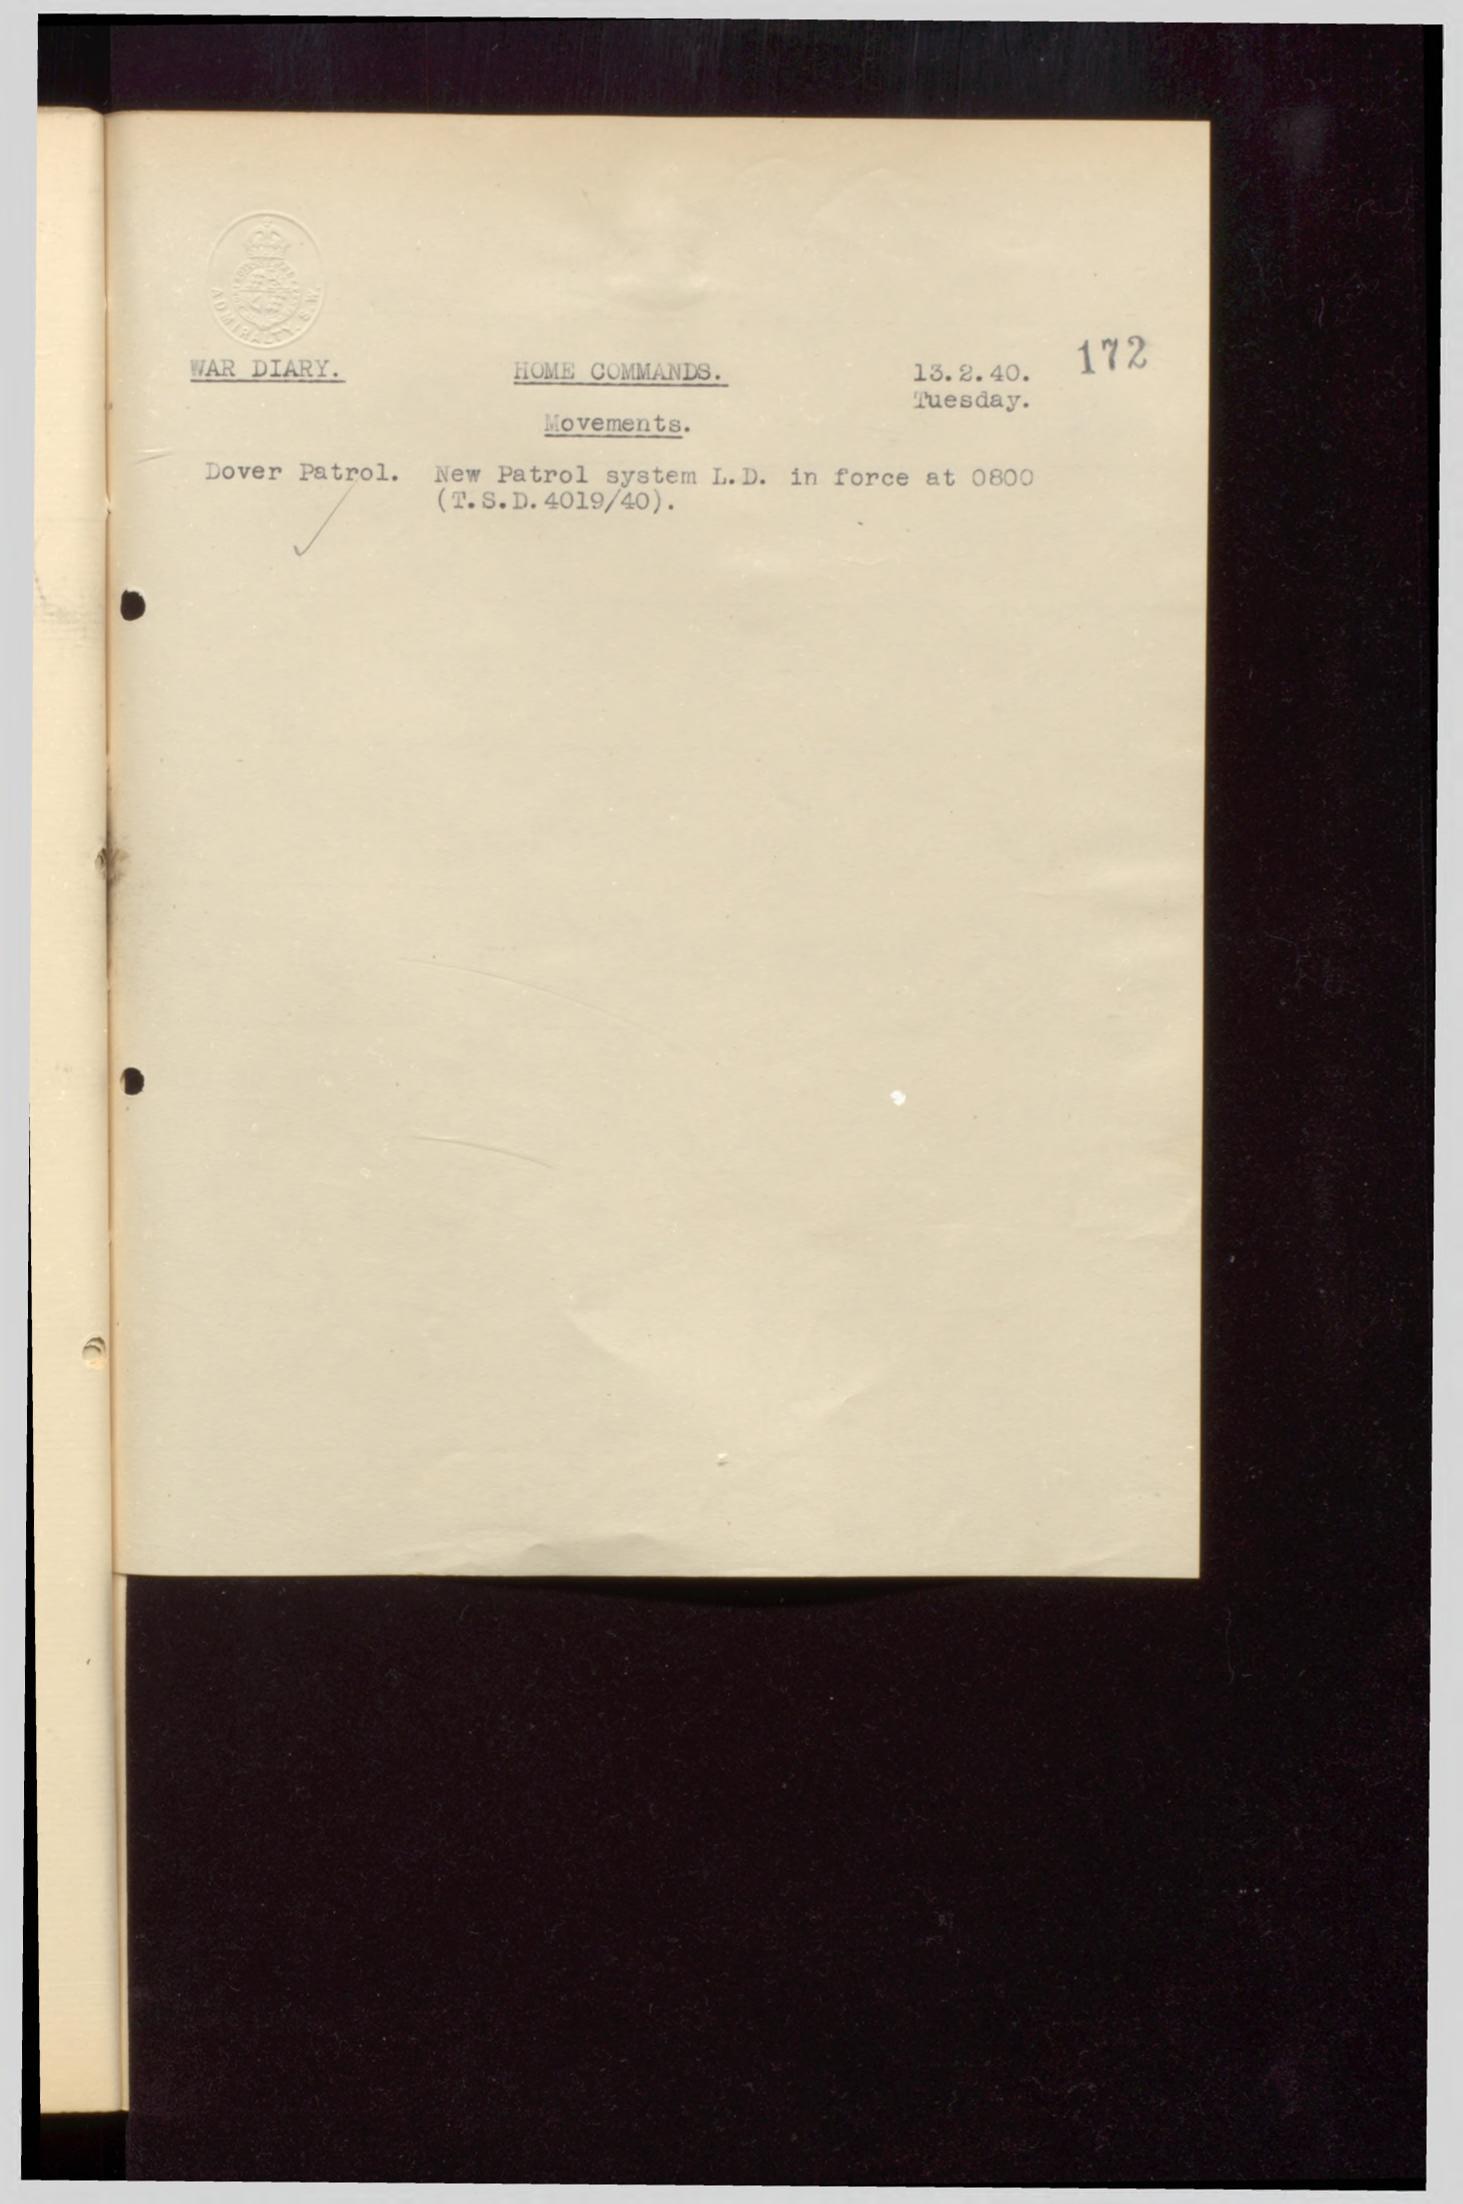 ADMIRALTY. S.W.
172
WAR DIARY. HOME COMMANDS. 13.2.40.
Tuesday.
Movements.
Dover Patrol. New Patrol system L.D. in force at 0800
(T.S.D.4019/40).